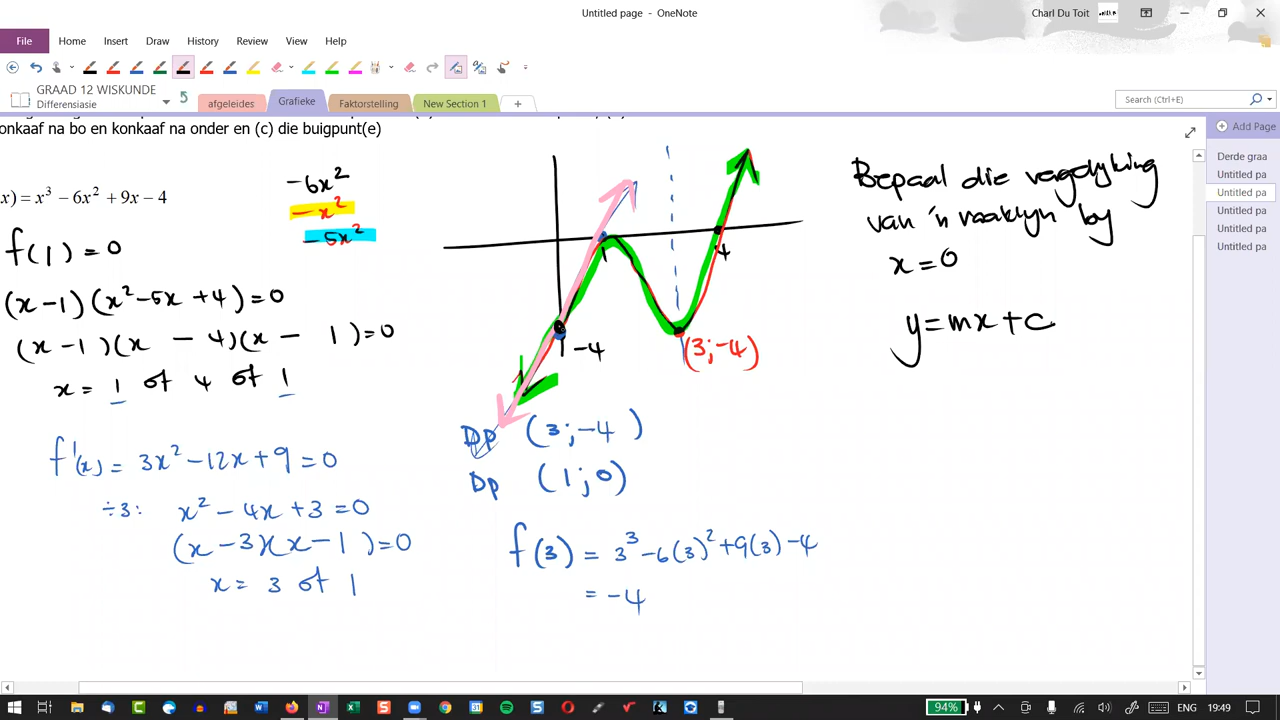 Untitled page - OneNote
Charl Du Toit
File Home Insert Draw History Review View Help
GRAAD 12 WISKUNDE
Differensiasie
afgeleides Grafieke Faktorstelling New Section 1 +
Search (Ctrl+E)
Add Page
Derde graa
Untitled pa
Untitled pa
Untitled pa
Untitled pa
Untitled pa
onkaaf na bo en konkaaf na onder en (c) die buigpunt(e)
x) = x³ − 6x² + 9x − 4
f(1) = 0
(x−1)(x²−5x+4)=0
(x−1)(x − 4)(x − 1)=0
x = 1 of 4 of 1
f'(x) = 3x²−12x+9=0
÷3: x²−4x+3=0
(x−3)(x−1)=0
x = 3 of 1
−6x²
−x²
−5x²
1
4
−4
(3;−4)
Dp (3;−4)
Dp (1;0)
f(3) = 3³−6(3)²+9(3)−4
= −4
Bepaal die vergelyking
van 'n raaklyn by
x=0
y=mx+c
94%
ENG 19:49